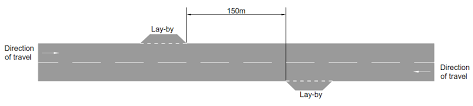 Lay-by
150m
Direction
of travel
Direction
of travel
Lay-by